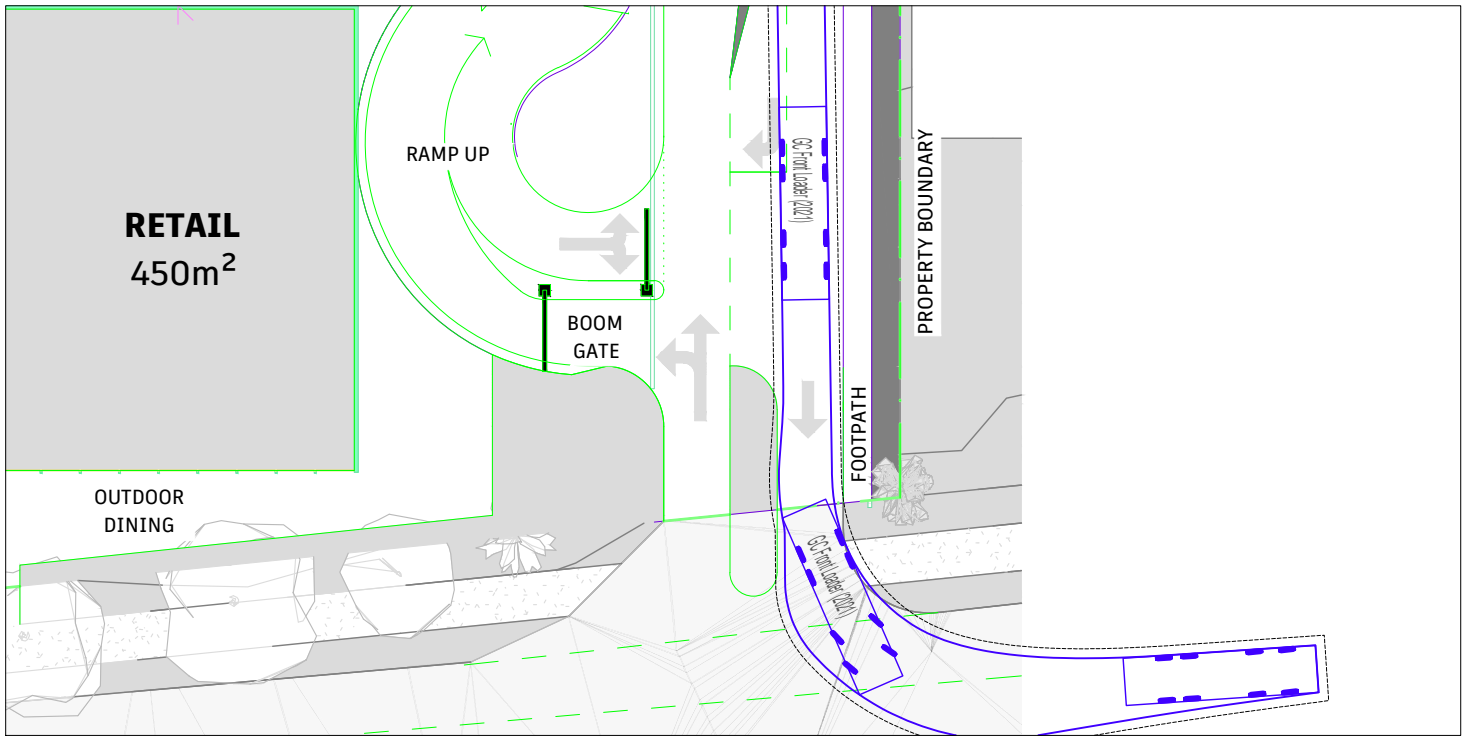 RAMP UP
RETAIL
450m²
BOOM
GATE
OUTDOOR
DINING
GC Front Loader (2021)
PROPERTY BOUNDARY
FOOTPATH
GC Front Loader (2021)